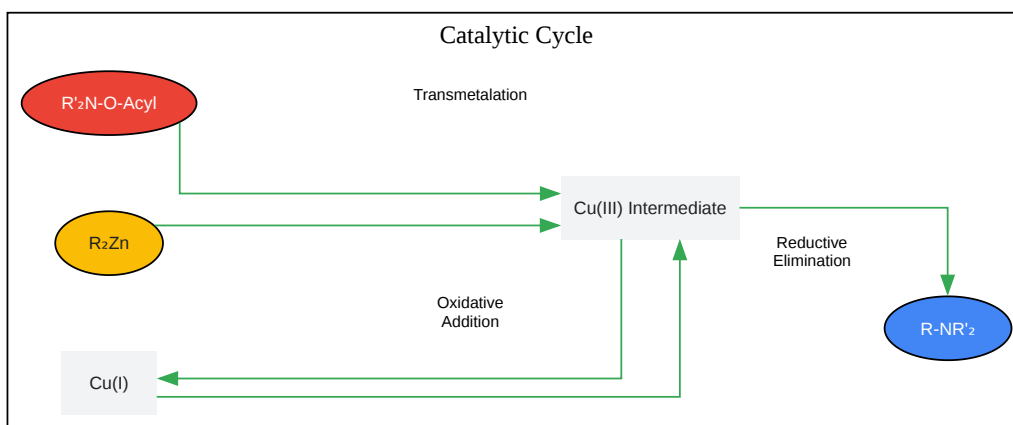 Catalytic Cycle
R'₂N-O-Acyl
Transmetalation
Cu(III) Intermediate
R₂Zn
Reductive
Elimination
Oxidative
Addition
R-NR'₂
Cu(I)